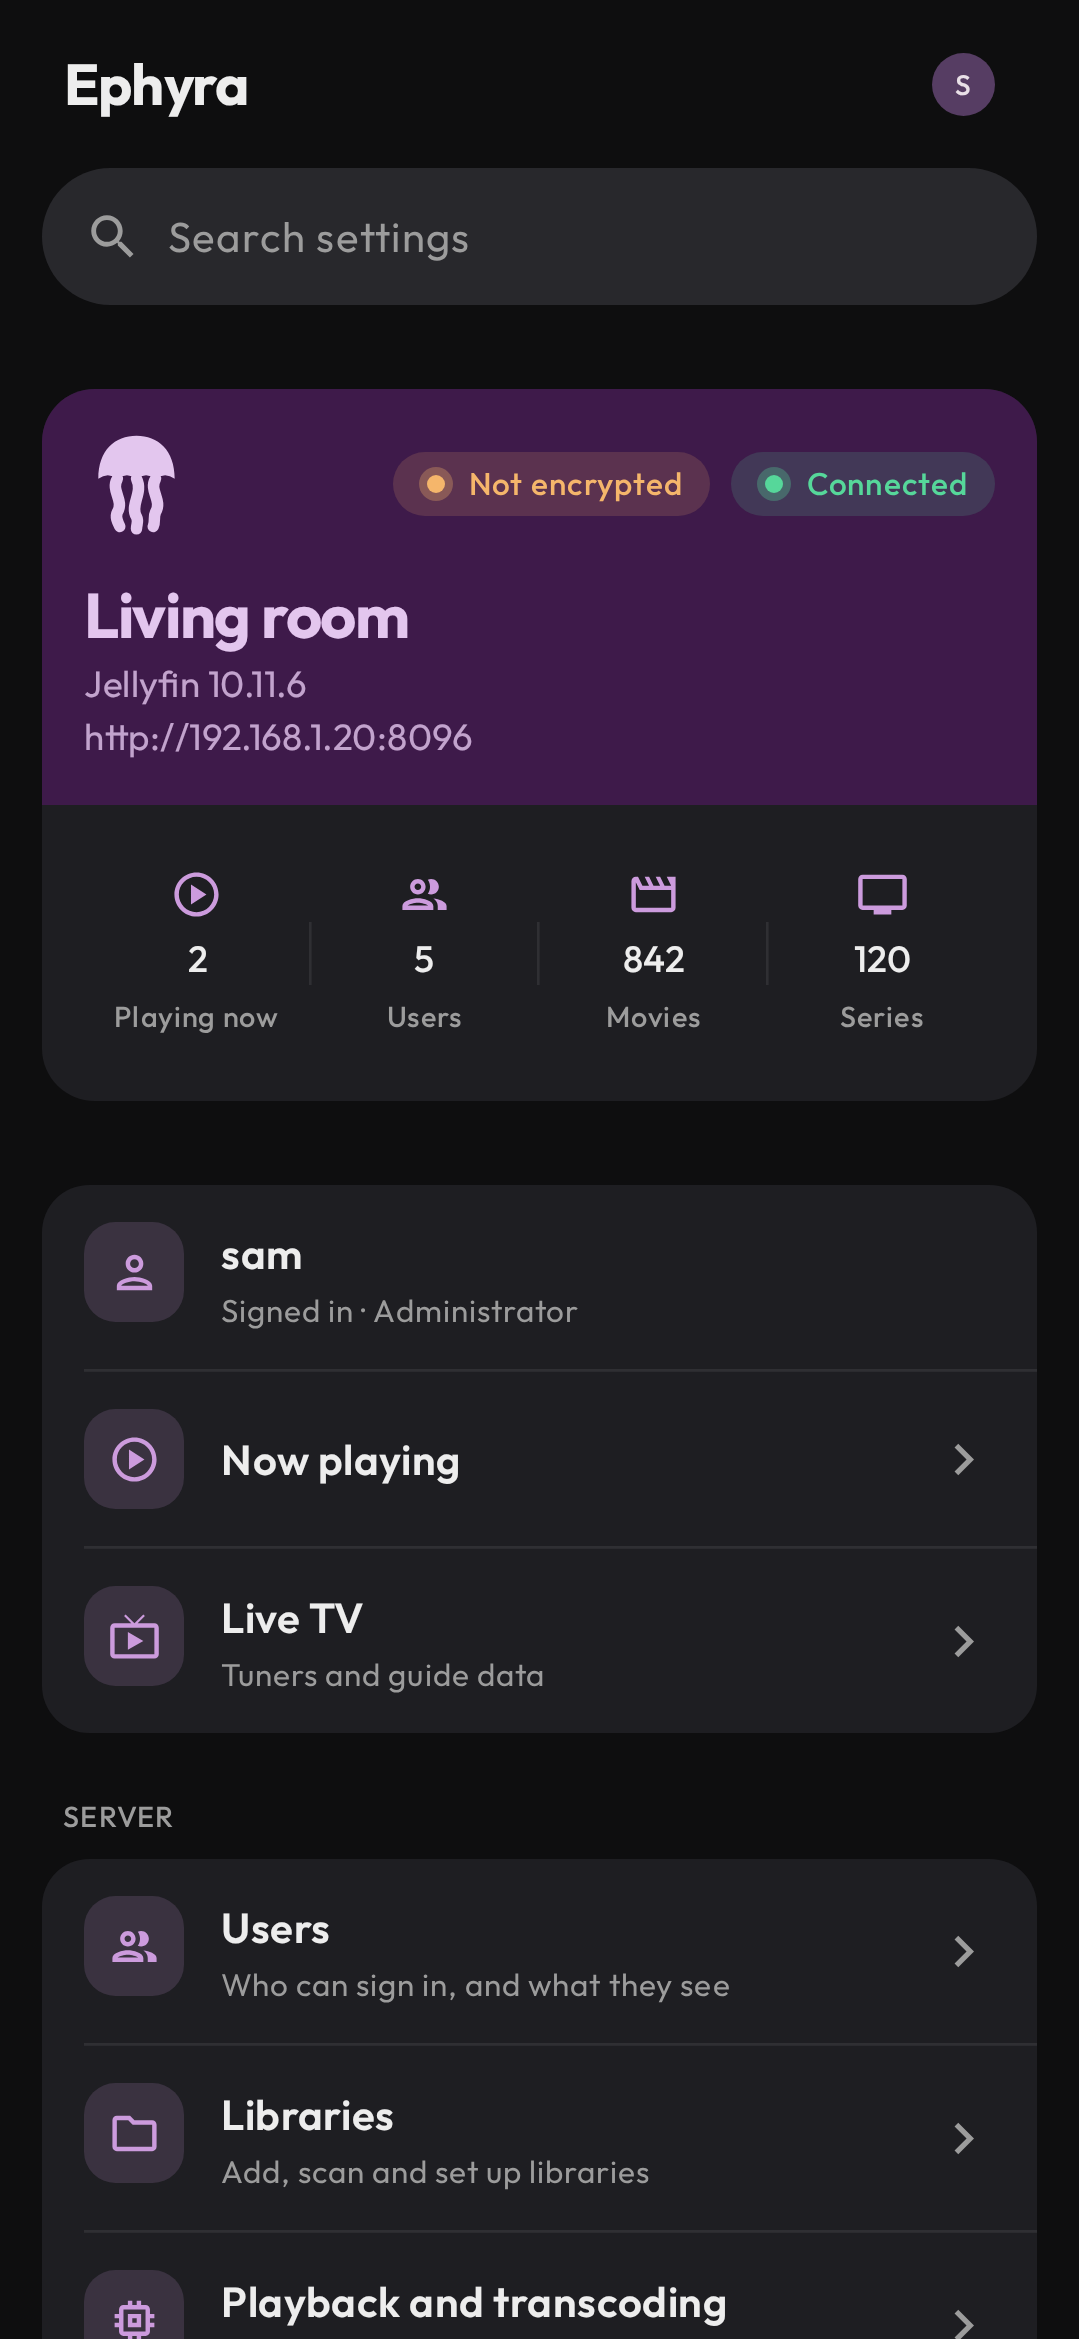 Ephyra
S
Search settings
Not encrypted
Connected
Living room
Jellyfin 10.11.6
http://192.168.1.20:8096
2
5
842
120
Playing now
Users
Movies
Series
sam
Signed in · Administrator
Now playing
Live TV
Tuners and guide data
SERVER
Users
Who can sign in, and what they see
Libraries
Add, scan and set up libraries
Playback and transcoding